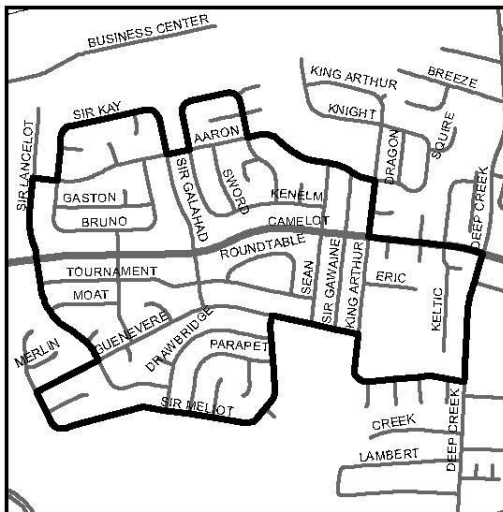 BUSINESS CENTER
KING ARTHUR
BREEZE
SIR KAY
KNIGHT
SQUIRE
AARON
DRAGON
SIR LANCELOT
SIR GALAHAD
SWORD
GASTON
KENELM
DEEP CREEK
BRUNO
CAMELOT
ROUNDTABLE
TOURNAMENT
SEAN
SIR GAWAINE
KING ARTHUR
ERIC
MOAT
KELTIC
GUENEVERE
DRAWBRIDGE
MERLIN
PARAPET
SIR MELIOT
CREEK
DEEP CREEK
LAMBERT